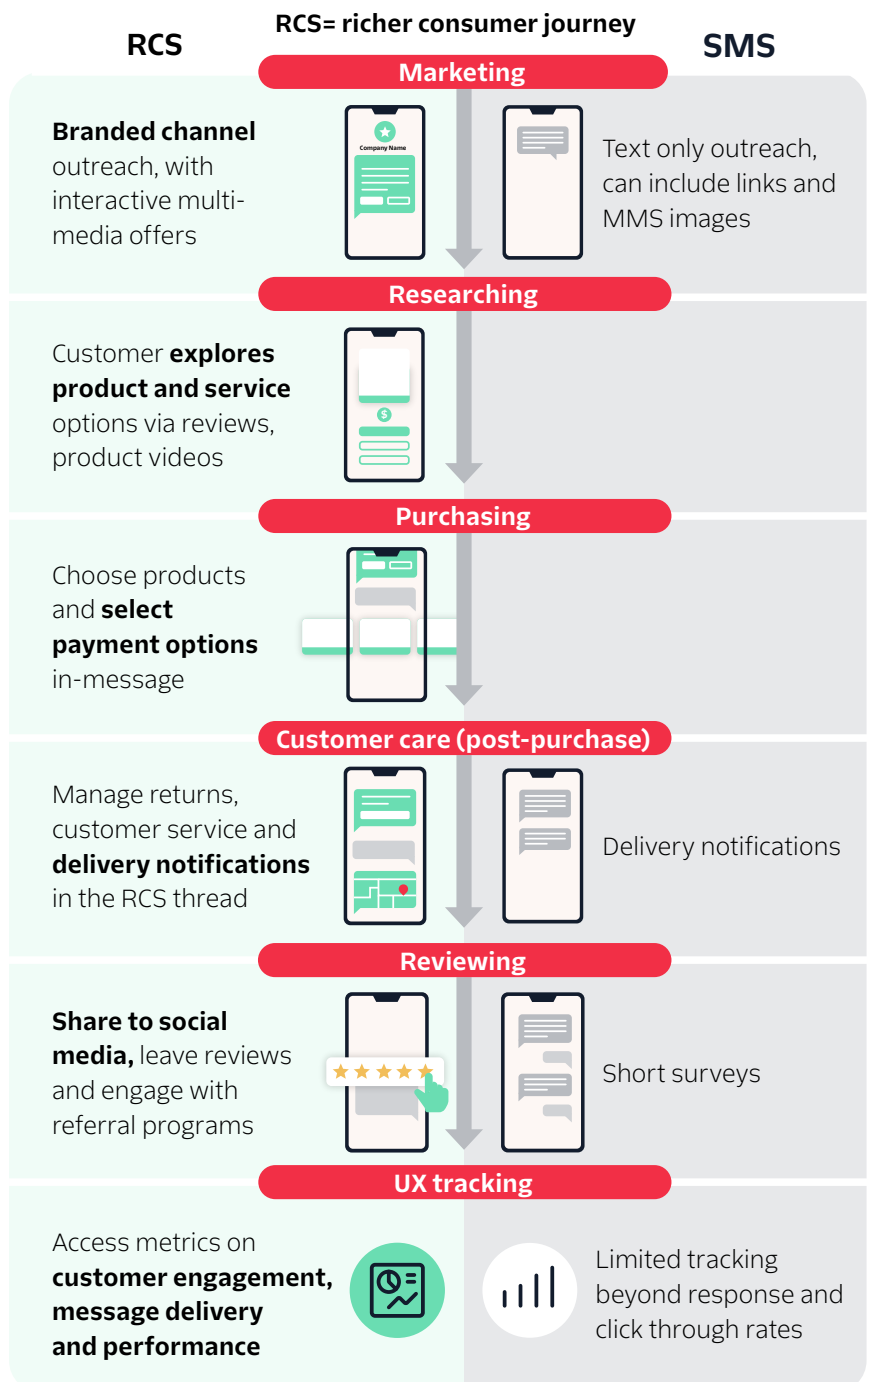 RCS= richer consumer journey
RCS
SMS
Marketing
Branded channel
outreach, with
interactive multi-
media offers
Company Name
Text only outreach,
can include links and
MMS images
Researching
Customer explores
product and service
options via reviews,
product videos
$
Purchasing
Choose products
and select
payment options
in-message
Customer care (post-purchase)
Manage returns,
customer service and
delivery notifications
in the RCS thread
Delivery notifications
Reviewing
Share to social
media, leave reviews
and engage with
referral programs
Short surveys
UX tracking
Access metrics on
customer engagement,
message delivery
and performance
Limited tracking
beyond response and
click through rates